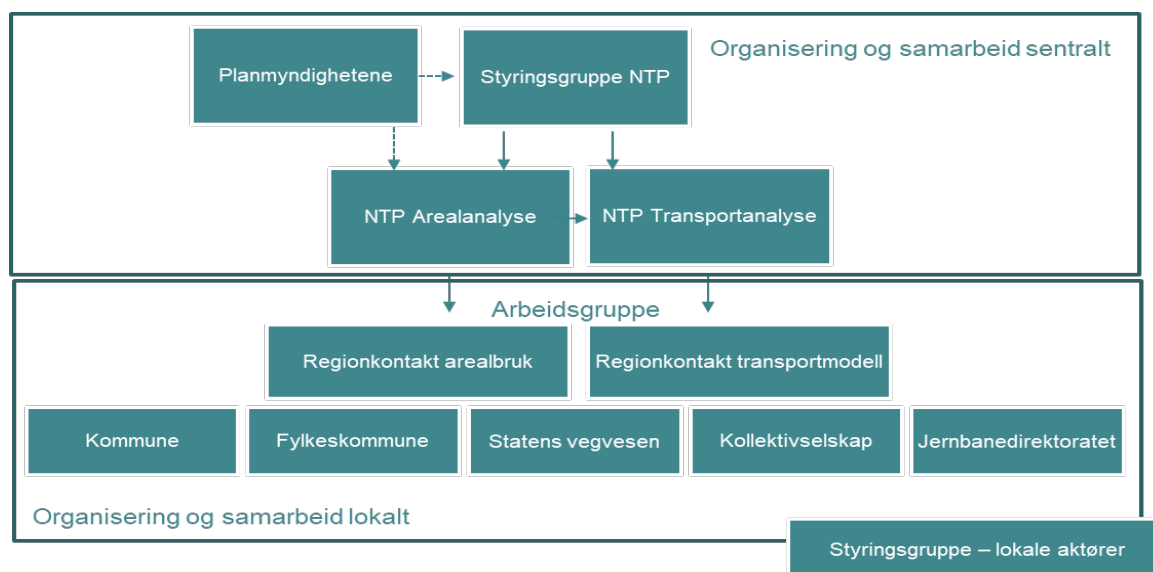 Organisering og samarbeid sentralt
Planmyndighetene
Styringsgruppe NTP
NTP Arealanalyse
NTP Transportanalyse
Arbeidsgruppe
Regionkontakt arealbruk
Regionkontakt transportmodell
Kommune
Fylkeskommune
Statens vegvesen
Kollektivselskap
Jernbanedirektoratet
Organisering og samarbeid lokalt
Styringsgruppe – lokale aktører